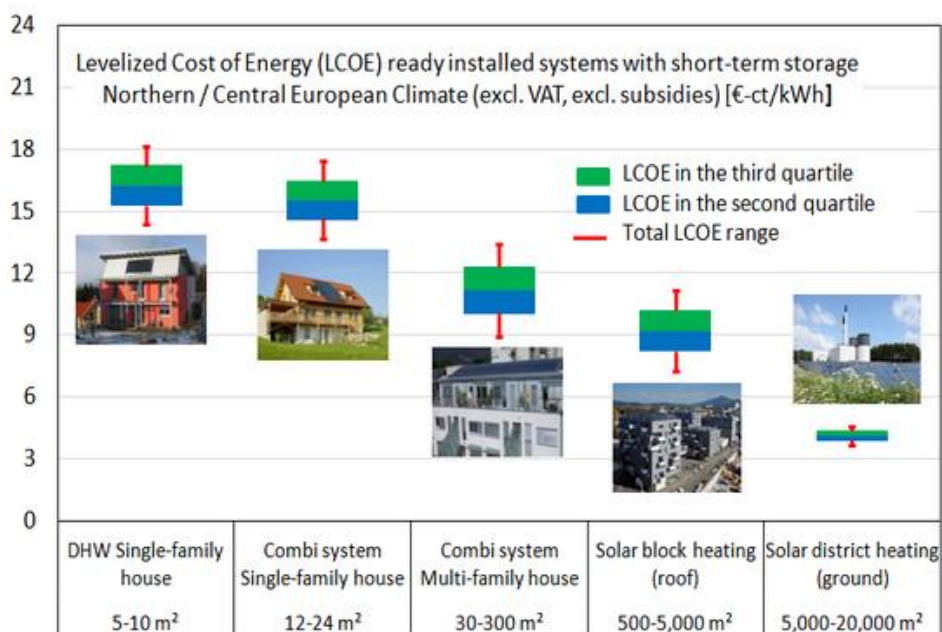 24
21
18
15
12
9
6
3
0
Levelized Cost of Energy (LCOE) ready installed systems with short-term storage
Northern / Central European Climate (excl. VAT, excl. subsidies) [€-ct/kWh]
LCOE in the third quartile
LCOE in the second quartile
Total LCOE range
DHW Single-family
house
5-10 m²
Combi system
Single-family house
12-24 m²
Combi system
Multi-family house
30-300 m²
Solar block heating
(roof)
500-5,000 m²
Solar district heating
(ground)
5,000-20,000 m²